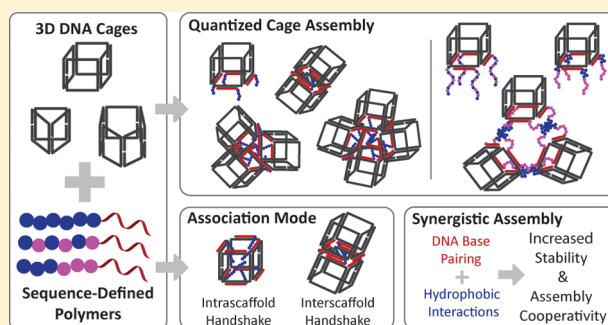 3D DNA Cages
Sequence-Defined
Polymers
Quantized Cage Assembly
Association Mode
Intrascaffold
Handshake
Interscaffold
Handshake
Synergistic Assembly
DNA Base
Pairing
+
Hydrophobic
Interactions
Increased
Stability
&
Assembly
Cooperativity